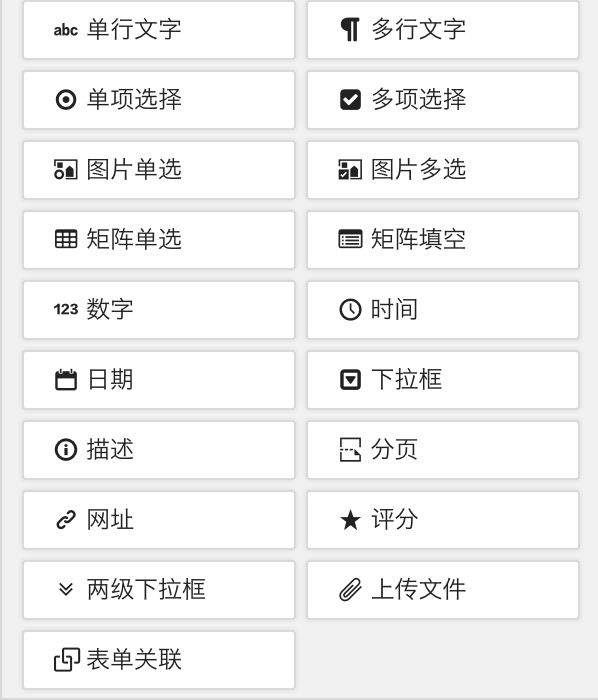 abc 单行文字
多行文字
单项选择
多项选择
图片单选
图片多选
矩阵单选
矩阵填空
123 数字
时间
日期
下拉框
描述
分页
网址
评分
两级下拉框
上传文件
表单关联